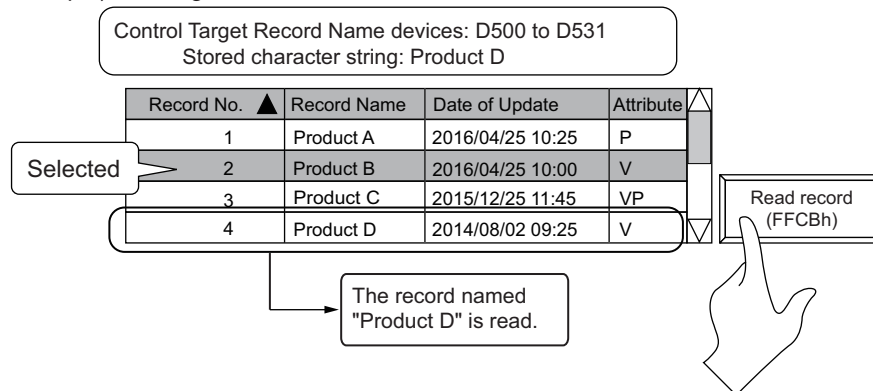 Control Target Record Name devices: D500 to D531
Stored character string: Product D
Record No. ▲ Record Name Date of Update Attribute
1 Product A 2016/04/25 10:25 P
Selected 2 Product B 2016/04/25 10:00 V
3 Product C 2015/12/25 11:45 VP
4 Product D 2014/08/02 09:25 V
Read record
(FFCBh)
The record named
"Product D" is read.